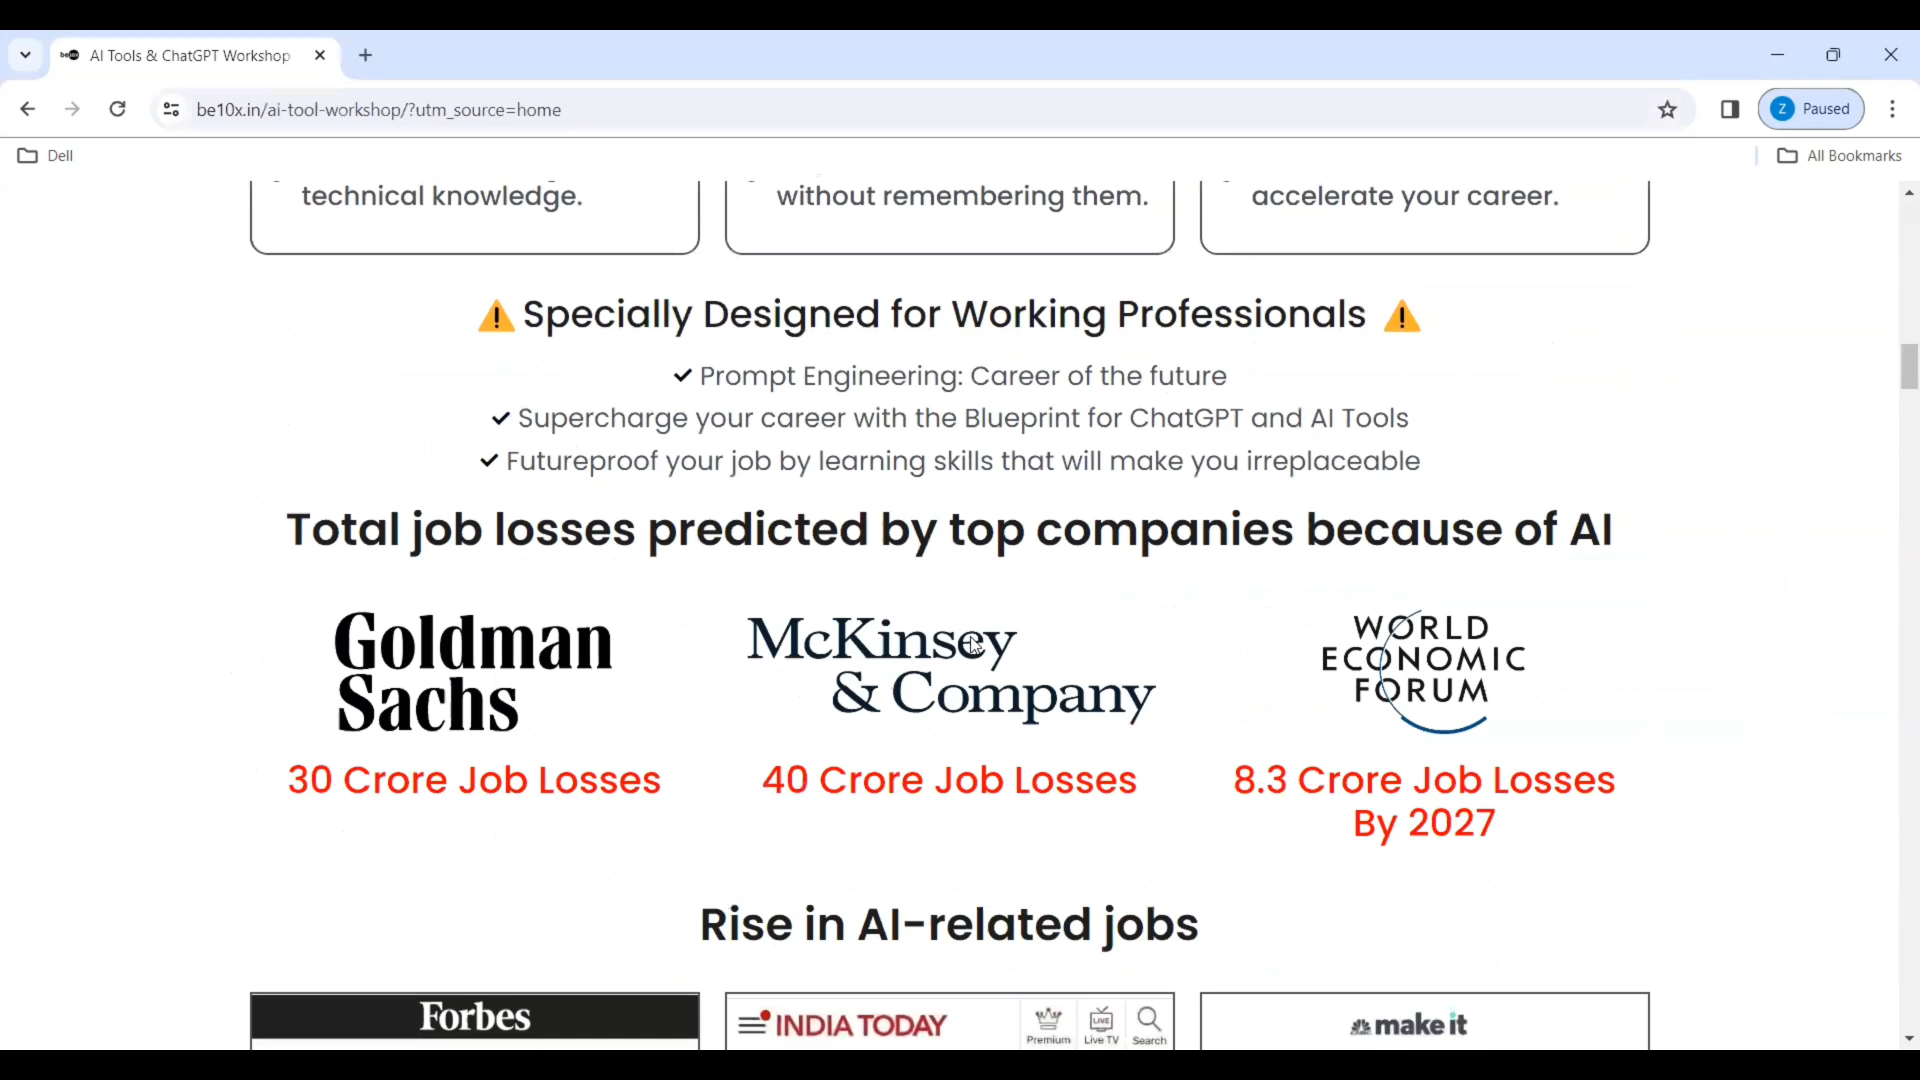 be10x AI Tools & ChatGPT Workshop
be10x.in/ai-tool-workshop/?utm_source=home
Z Paused
Dell
All Bookmarks
technical knowledge.
without remembering them.
accelerate your career.
⚠ Specially Designed for Working Professionals ⚠
✔ Prompt Engineering: Career of the future
✔ Supercharge your career with the Blueprint for ChatGPT and AI Tools
✔ Futureproof your job by learning skills that will make you irreplaceable
Total job losses predicted by top companies because of AI
Goldman
Sachs
30 Crore Job Losses
McKinsey
& Company
40 Crore Job Losses
WORLD
ECONOMIC
FORUM
8.3 Crore Job Losses
By 2027
Rise in AI-related jobs
Forbes
INDIA TODAY
Premium
LIVE
Live TV
Search
make it